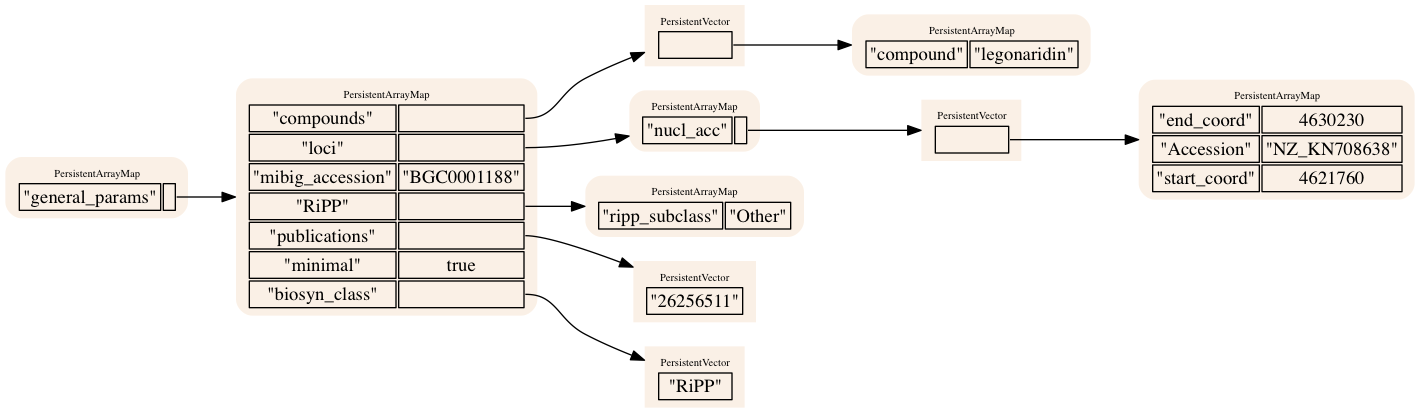 PersistentArrayMap
"general_params"
PersistentArrayMap
"compounds"
"loci"
"mibig_accession" "BGC0001188"
"RiPP"
"publications"
"minimal" true
"biosyn_class"
PersistentVector
PersistentArrayMap
"compound" "legonaridin"
PersistentArrayMap
"nucl_acc"
PersistentVector
PersistentArrayMap
"end_coord" 4630230
"Accession" "NZ_KN708638"
"start_coord" 4621760
PersistentArrayMap
"ripp_subclass" "Other"
PersistentVector
"26256511"
PersistentVector
"RiPP"